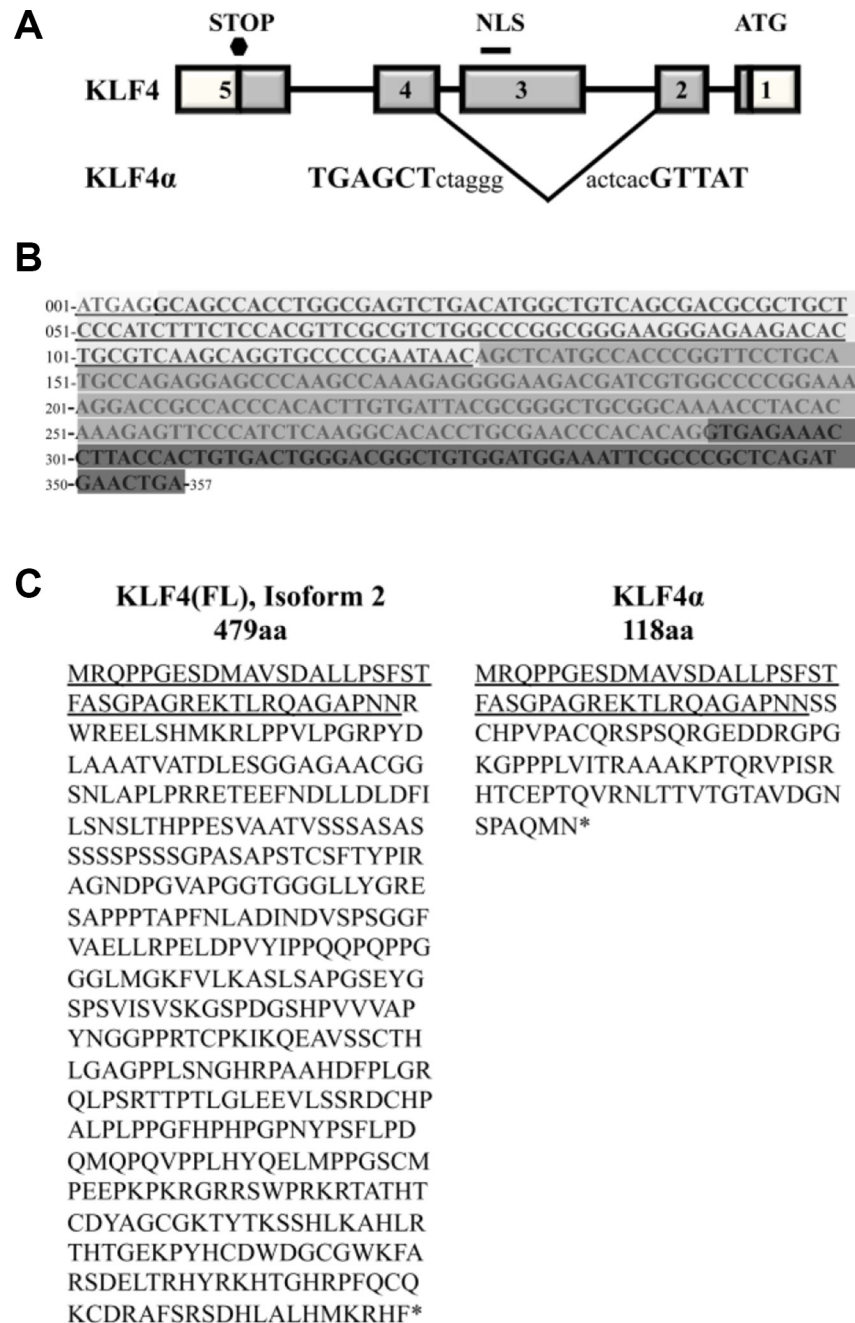 A
STOP NLS ATG
KLF4 5 4 3 2 1
KLF4α TGAGCTctaggg actcacGTTAT
B
001-ATGAGGCAGCCACCTGGCGAGTCTGACATGGCTGTCAGCGACGCGCTGCT
051-CCCATCTTTCTCCACGTTCGCGTCTGGCCCGGCGGGAAGGGAGAAGACAC
101-TGCGTCAAGCAGGTGCCCCGAATAACAGCTCATGCCACCCGGTTCCTGCA
151-TGCCAGAGGAGCCCAAGCCAAAGAGGGGAAGACGATCGTGGCCCCGGAAA
201-AGGACCGCCACCCACACTTGTGATTACGCGGGCTGCGGCAAAACCTACAC
251-AAAGAGTTCCCATCTCAAGGCACACCTGCGAACCCACACAGGTGAGAAAC
301-CTTACCACTGTGACTGGGACGGCTGTGGATGGAAATTCGCCCGCTCAGAT
350-GAACTGA-357
C
KLF4(FL), Isoform 2
479aa
MRQPPGESDMAVSDALLPSFST
FASGPAGREKTLRQAGAPNNR
WREELSHMKRLPPVLPGRPYD
LAAATVATDLESGGAGAACGG
SNLAPLPRRETEEFNDLLDLDFI
LSNSLTHPPESVAATVSSSASAS
SSSSPSSSGPASAPSTCSFTYPIR
AGNDPGVAPGGTGGGLLYGRE
SAPPPTAPFNLADINDVSPSGGF
VAELLRPELDPVYIPPQQPQPPG
GGLMGKFVLKASLSAPGSEYG
SPSVISVSKGSPDGSHPVVVAP
YNGGPPRTCPKIKQEAVSSCTH
LGAGPPLSNGHRPAAHDFPLGR
QLPSRTTPTLGLEEVLSSRDCHP
ALPLPPGFHPHPGPNYPSFLPD
QMQPQVPPLHYQELMPPGSCM
PEEPKPKRGRRSWPRKRTATHT
CDYAGCGKTYTKSSHLKAHLR
THTGEKPYHCDWDGCGWKFA
RSDELTRHYRKHTGHRPFQCQ
KCDRAFSRSDHLALHMKRHF*
KLF4α
118aa
MRQPPGESDMAVSDALLPSFST
FASGPAGREKTLRQAGAPNNSS
CHPVPACQRSPSQRGEDDRGPG
KGPPPLVITRAAAKPTQRVPISR
HTCEPTQVRNLTTVTGTAVDGN
SPAQMN*